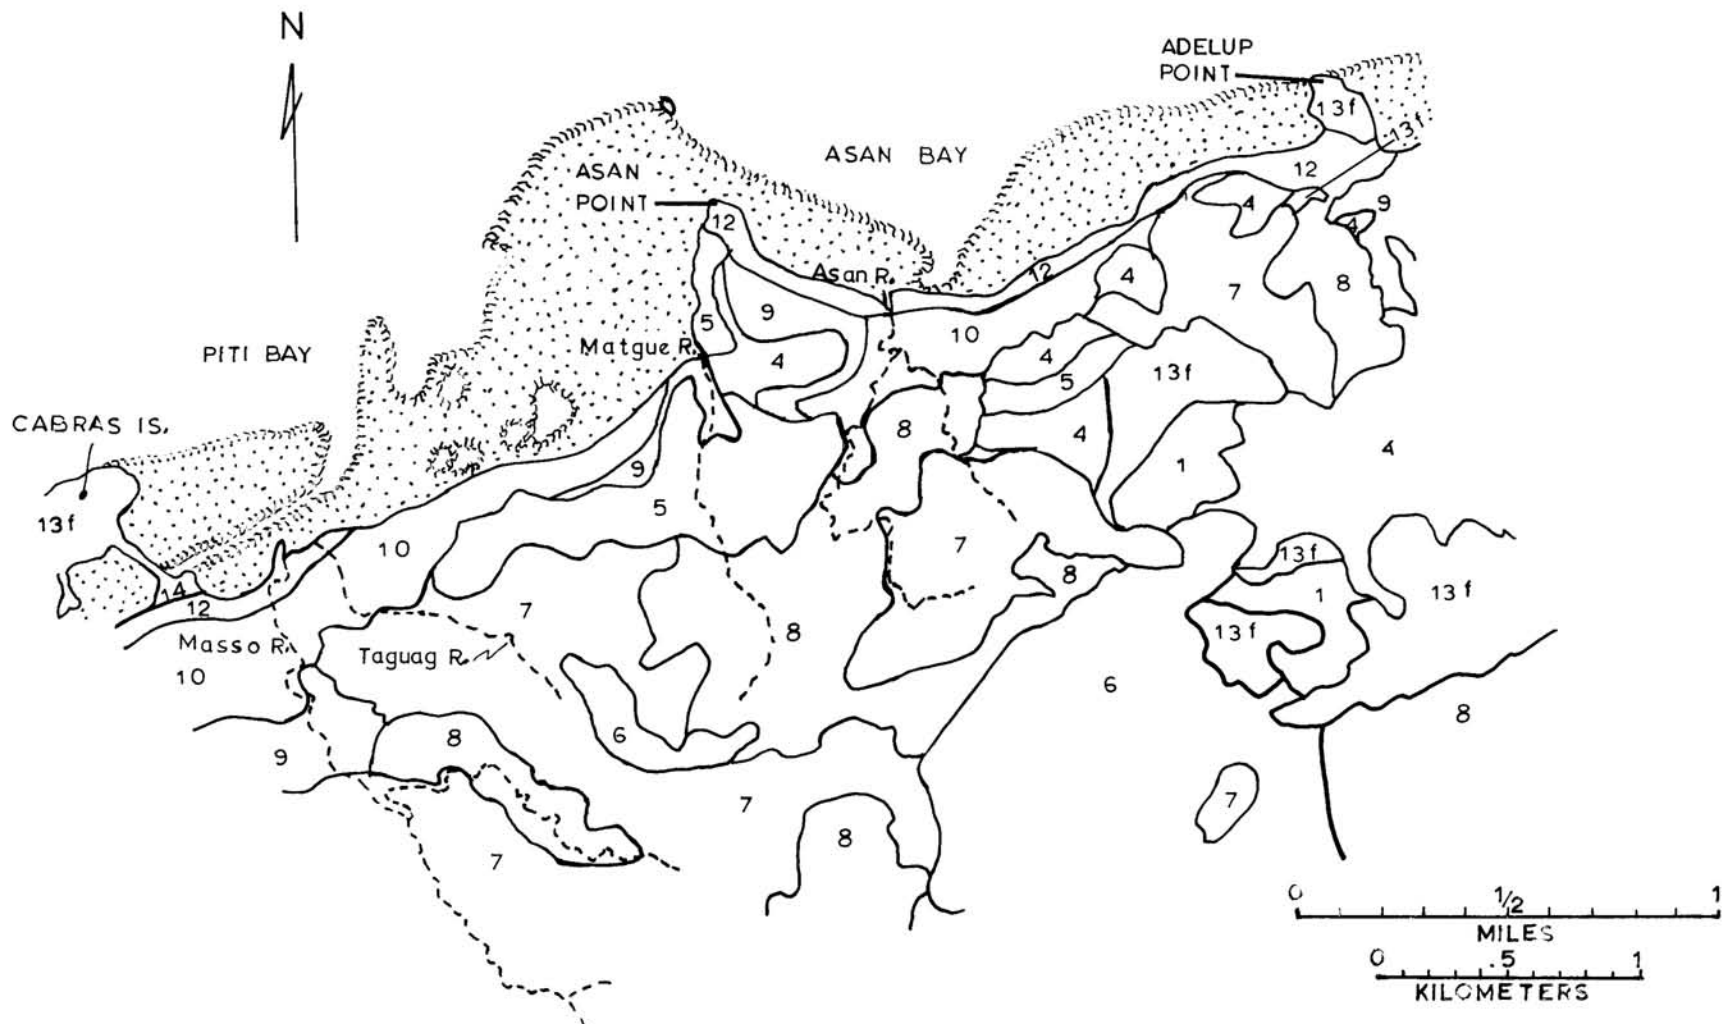 N
ADELUP
POINT
13f
13f
ASAN BAY
ASAN
POINT
12
12
4
9
4
Asan R.
12
4
7
8
9
5
10
PITI BAY
Matgue R.
4
4
5
13f
CABRAS IS.
8
4
1
4
9
13f
5
10
7
13f
8
14
12
7
1
13f
13f
Masso R.
Taguag R.
8
10
6
8
6
8
9
7
7
8
7
0 1/2 1
MILES
0 .5 1
KILOMETERS